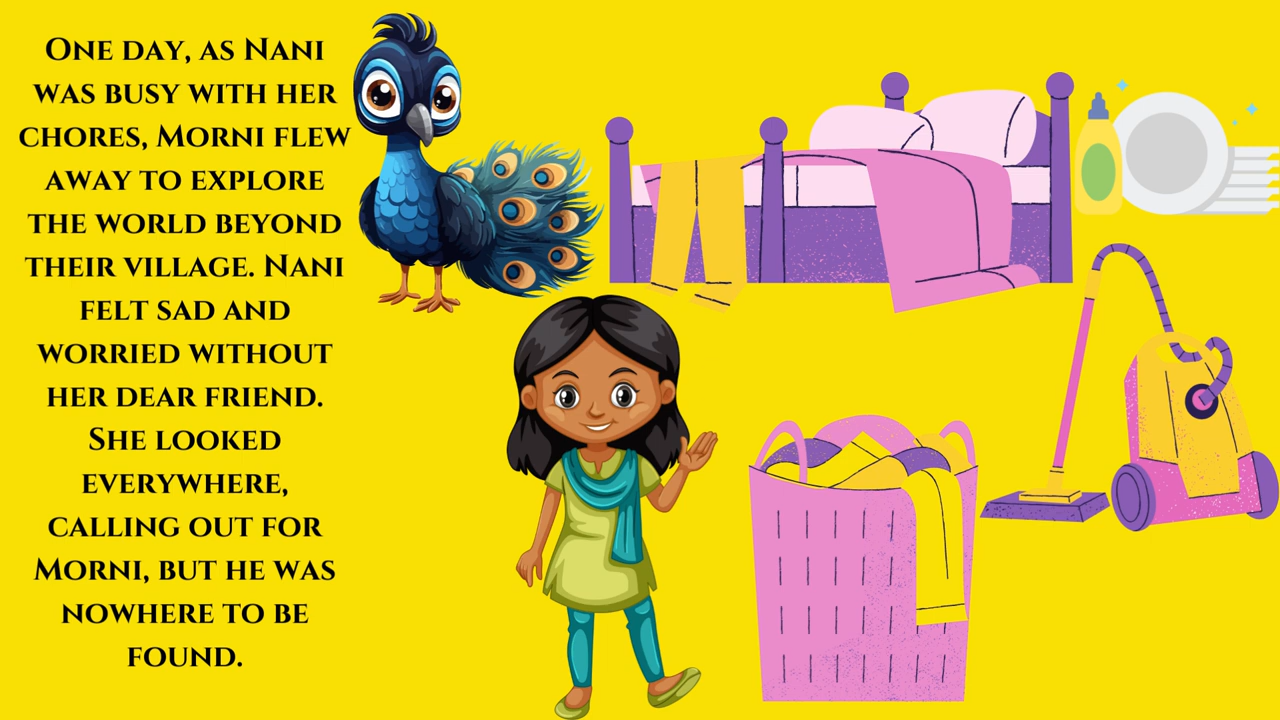 One day, as Nani
was busy with her
chores, Morni flew
away to explore
the world beyond
their village. Nani
felt sad and
worried without
her dear friend.
She looked
everywhere,
calling out for
Morni, but he was
nowhere to be
found.